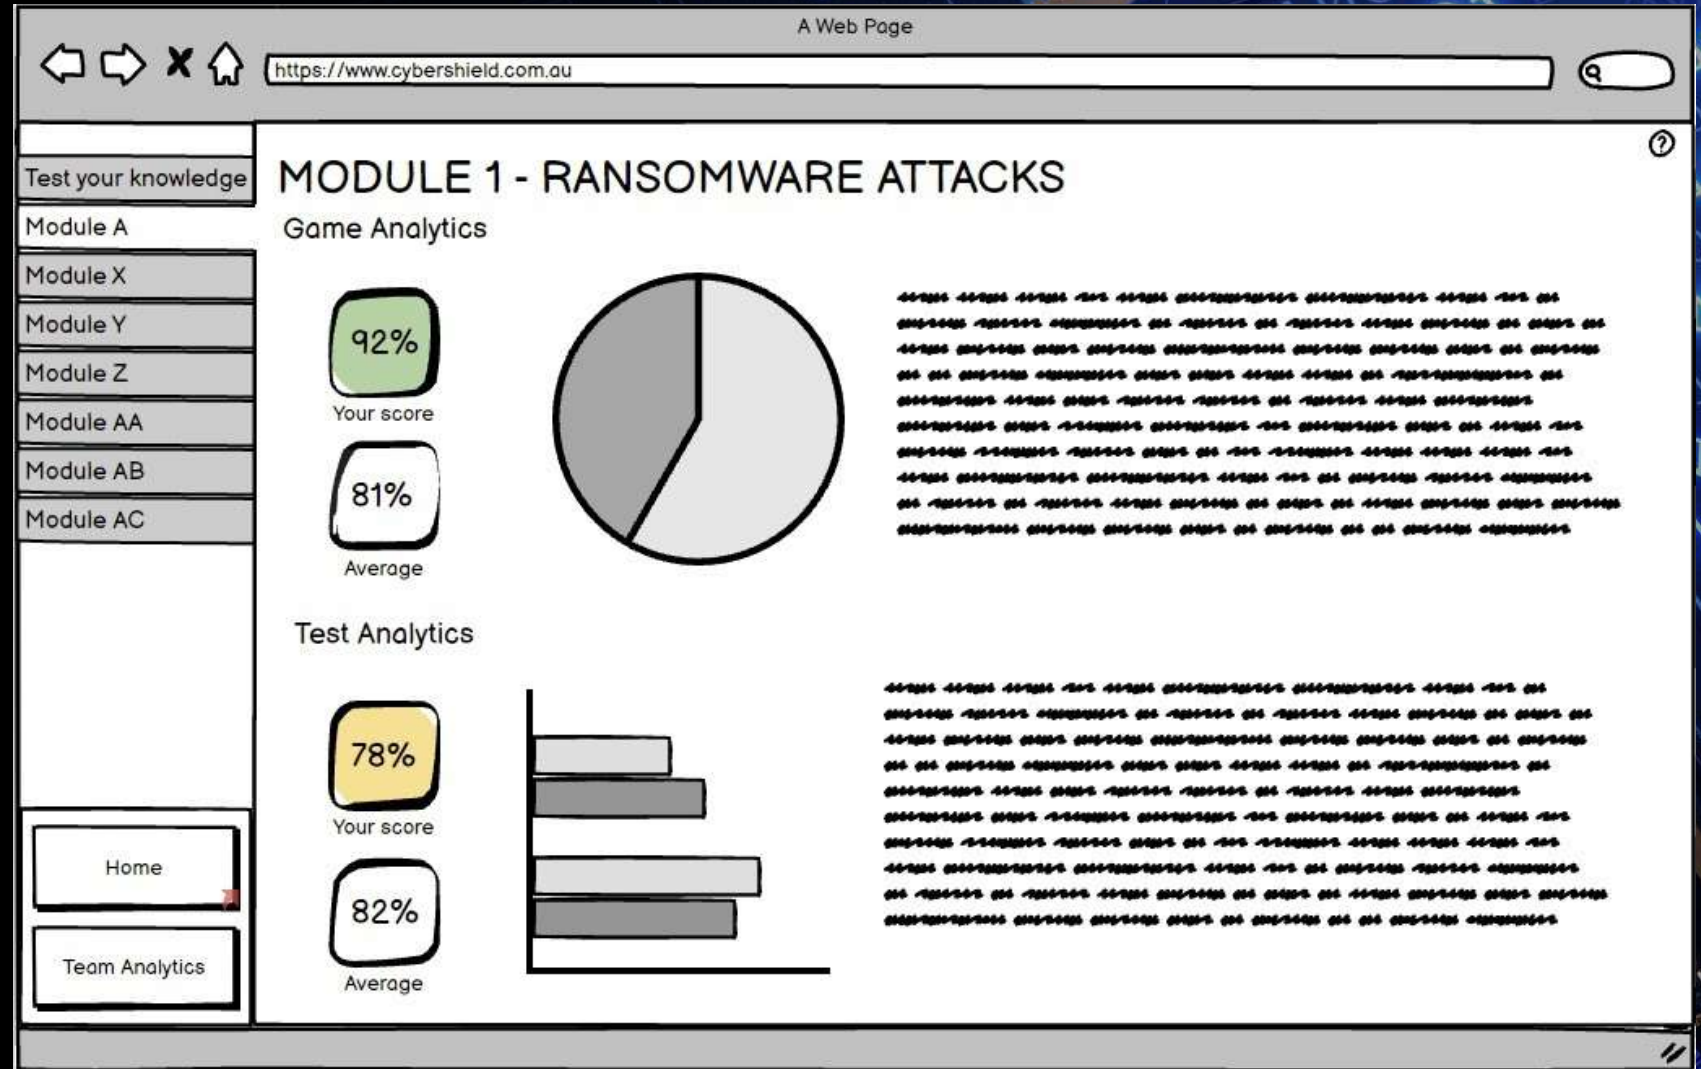 A Web Page
https://www.cybershield.com.au
Test your knowledge
Module A
Module X
Module Y
Module Z
Module AA
Module AB
Module AC
Home
Team Analytics
MODULE 1 - RANSOMWARE ATTACKS
?
Game Analytics
92%
Your score
81%
Average
Test Analytics
78%
Your score
82%
Average